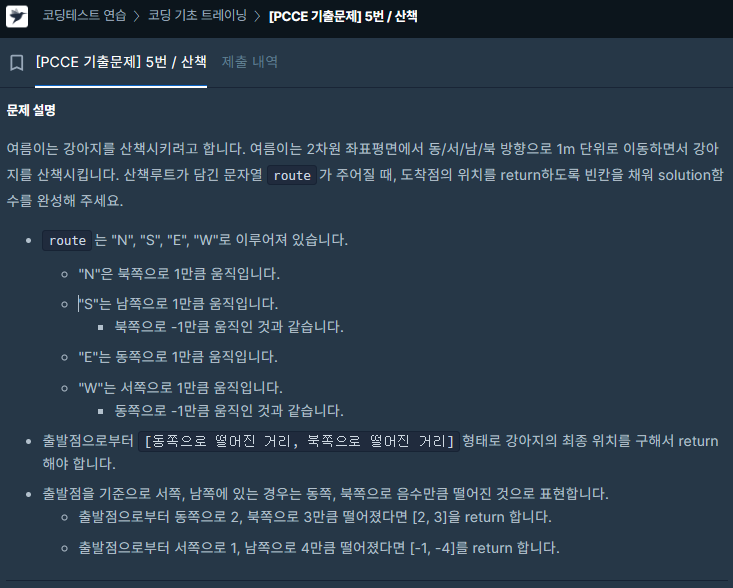 코딩테스트 연습 > 코딩 기초 트레이닝 > [PCCE 기출문제] 5번 / 산책
[PCCE 기출문제] 5번 / 산책 제출 내역
문제 설명
여름이는 강아지를 산책시키려고 합니다. 여름이는 2차원 좌표평면에서 동/서/남/북 방향으로 1m 단위로 이동하면서 강아
지를 산책시킵니다. 산책루트가 담긴 문자열 route 가 주어질 때, 도착점의 위치를 return하도록 빈칸을 채워 solution함
수를 완성해 주세요.
• route 는 "N", "S", "E", "W"로 이루어져 있습니다.
◦ "N"은 북쪽으로 1만큼 움직입니다.
◦ "S"는 남쪽으로 1만큼 움직입니다.
▪ 북쪽으로 -1만큼 움직인 것과 같습니다.
◦ "E"는 동쪽으로 1만큼 움직입니다.
◦ "W"는 서쪽으로 1만큼 움직입니다.
▪ 동쪽으로 -1만큼 움직인 것과 같습니다.
• 출발점으로부터 [동쪽으로 떨어진 거리, 북쪽으로 떨어진 거리] 형태로 강아지의 최종 위치를 구해서 return
해야 합니다.
• 출발점을 기준으로 서쪽, 남쪽에 있는 경우는 동쪽, 북쪽으로 음수만큼 떨어진 것으로 표현합니다.
◦ 출발점으로부터 동쪽으로 2, 북쪽으로 3만큼 떨어졌다면 [2, 3]을 return 합니다.
◦ 출발점으로부터 서쪽으로 1, 남쪽으로 4만큼 떨어졌다면 [-1, -4]를 return 합니다.